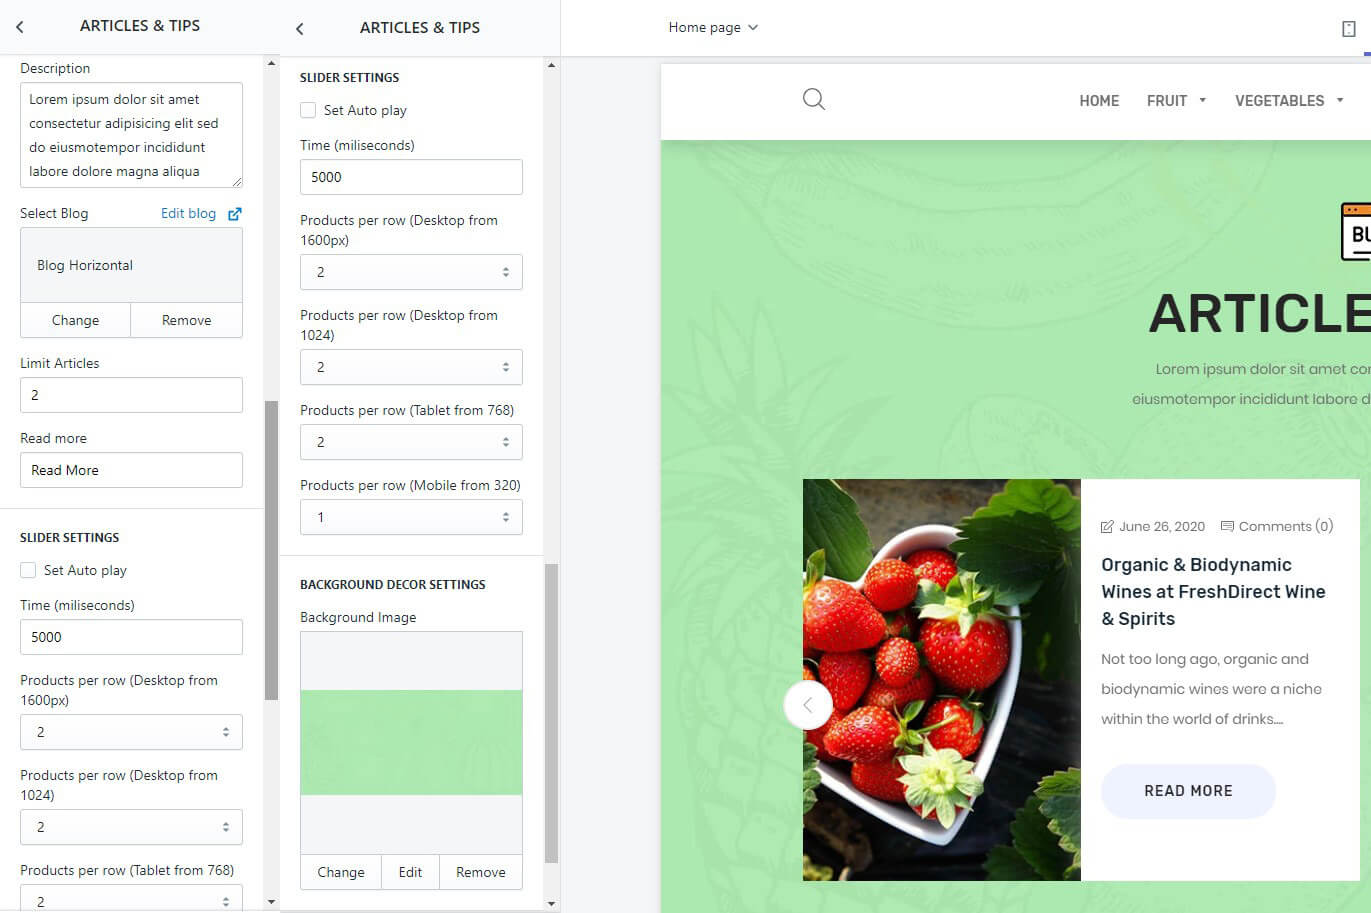 ARTICLES & TIPS
Description
Lorem ipsum dolor sit amet
consectetur adipisicing elit sed
do eiusmotempor incididunt
labore dolore magna aliqua
Select Blog
Edit blog
Blog Horizontal
Change
Remove
Limit Articles
2
Read more
Read More
SLIDER SETTINGS
Set Auto play
Time (miliseconds)
5000
Products per row (Desktop from
1600px)
2
Products per row (Desktop from
1024)
2
Products per row (Tablet from 768)
2
ARTICLES & TIPS
SLIDER SETTINGS
Set Auto play
Time (miliseconds)
5000
Products per row (Desktop from
1600px)
2
Products per row (Desktop from
1024)
2
Products per row (Tablet from 768)
2
Products per row (Mobile from 320)
1
BACKGROUND DECOR SETTINGS
Background Image
Change
Edit
Remove
Home page
HOME
FRUIT
VEGETABLES
BL
ARTICLE
Lorem ipsum dolor sit amet co
eiusmotempor incididunt labore d
June 26, 2020
Comments (0)
Organic & Biodynamic
Wines at FreshDirect Wine
& Spirits
Not too long ago, organic and
biodynamic wines were a niche
within the world of drinks....
READ MORE